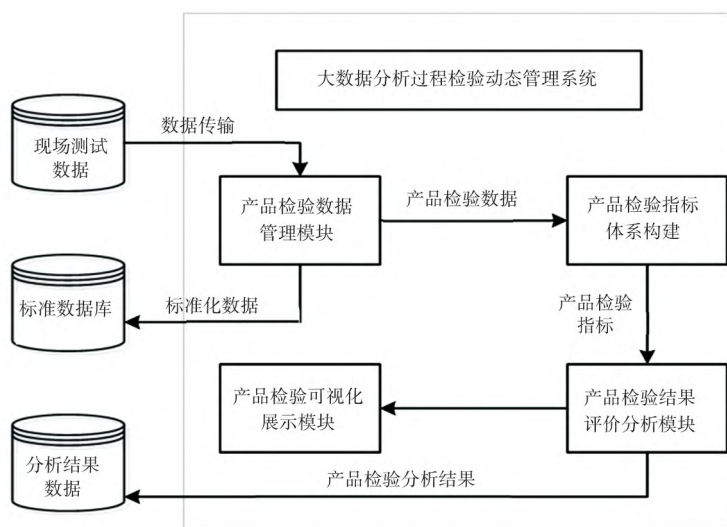 大数据分析过程检验动态管理系统
现场测试
数据
数据传输
产品检验数据
管理模块
产品检验数据
产品检验指标
体系构建
标准数据库
标准化数据
产品检验
指标
产品检验可视化
展示模块
产品检验结果
评价分析模块
分析结果
数据
产品检验分析结果